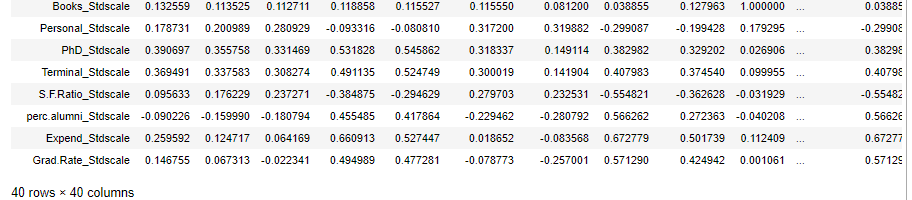 Books_Stdscale 0.132559 0.113525 0.112711 0.118858 0.115527 0.115550 0.081200 0.038855 0.127963 1.000000 ... 0.03885
Personal_Stdscale 0.178731 0.200989 0.280929 -0.093316 -0.080810 0.317200 0.319882 -0.299087 -0.199428 0.179295 ... -0.29908
PhD_Stdscale 0.390697 0.355758 0.331469 0.531828 0.545862 0.318337 0.149114 0.382982 0.329202 0.026906 ... 0.38298
Terminal_Stdscale 0.369491 0.337583 0.308274 0.491135 0.524749 0.300019 0.141904 0.407983 0.374540 0.099955 ... 0.40798
S.F.Ratio_Stdscale 0.095633 0.176229 0.237271 -0.384875 -0.294629 0.279703 0.232531 -0.554821 -0.362628 -0.031929 ... -0.55482
perc.alumni_Stdscale -0.090226 -0.159990 -0.180794 0.455485 0.417864 -0.229462 -0.280792 0.566262 0.272363 -0.040208 ... 0.56626
Expend_Stdscale 0.259592 0.124717 0.064169 0.660913 0.527447 0.018652 -0.083568 0.672779 0.501739 0.112409 ... 0.67277
Grad.Rate_Stdscale 0.146755 0.067313 -0.022341 0.494989 0.477281 -0.078773 -0.257001 0.571290 0.424942 0.001061 ... 0.57129
40 rows × 40 columns